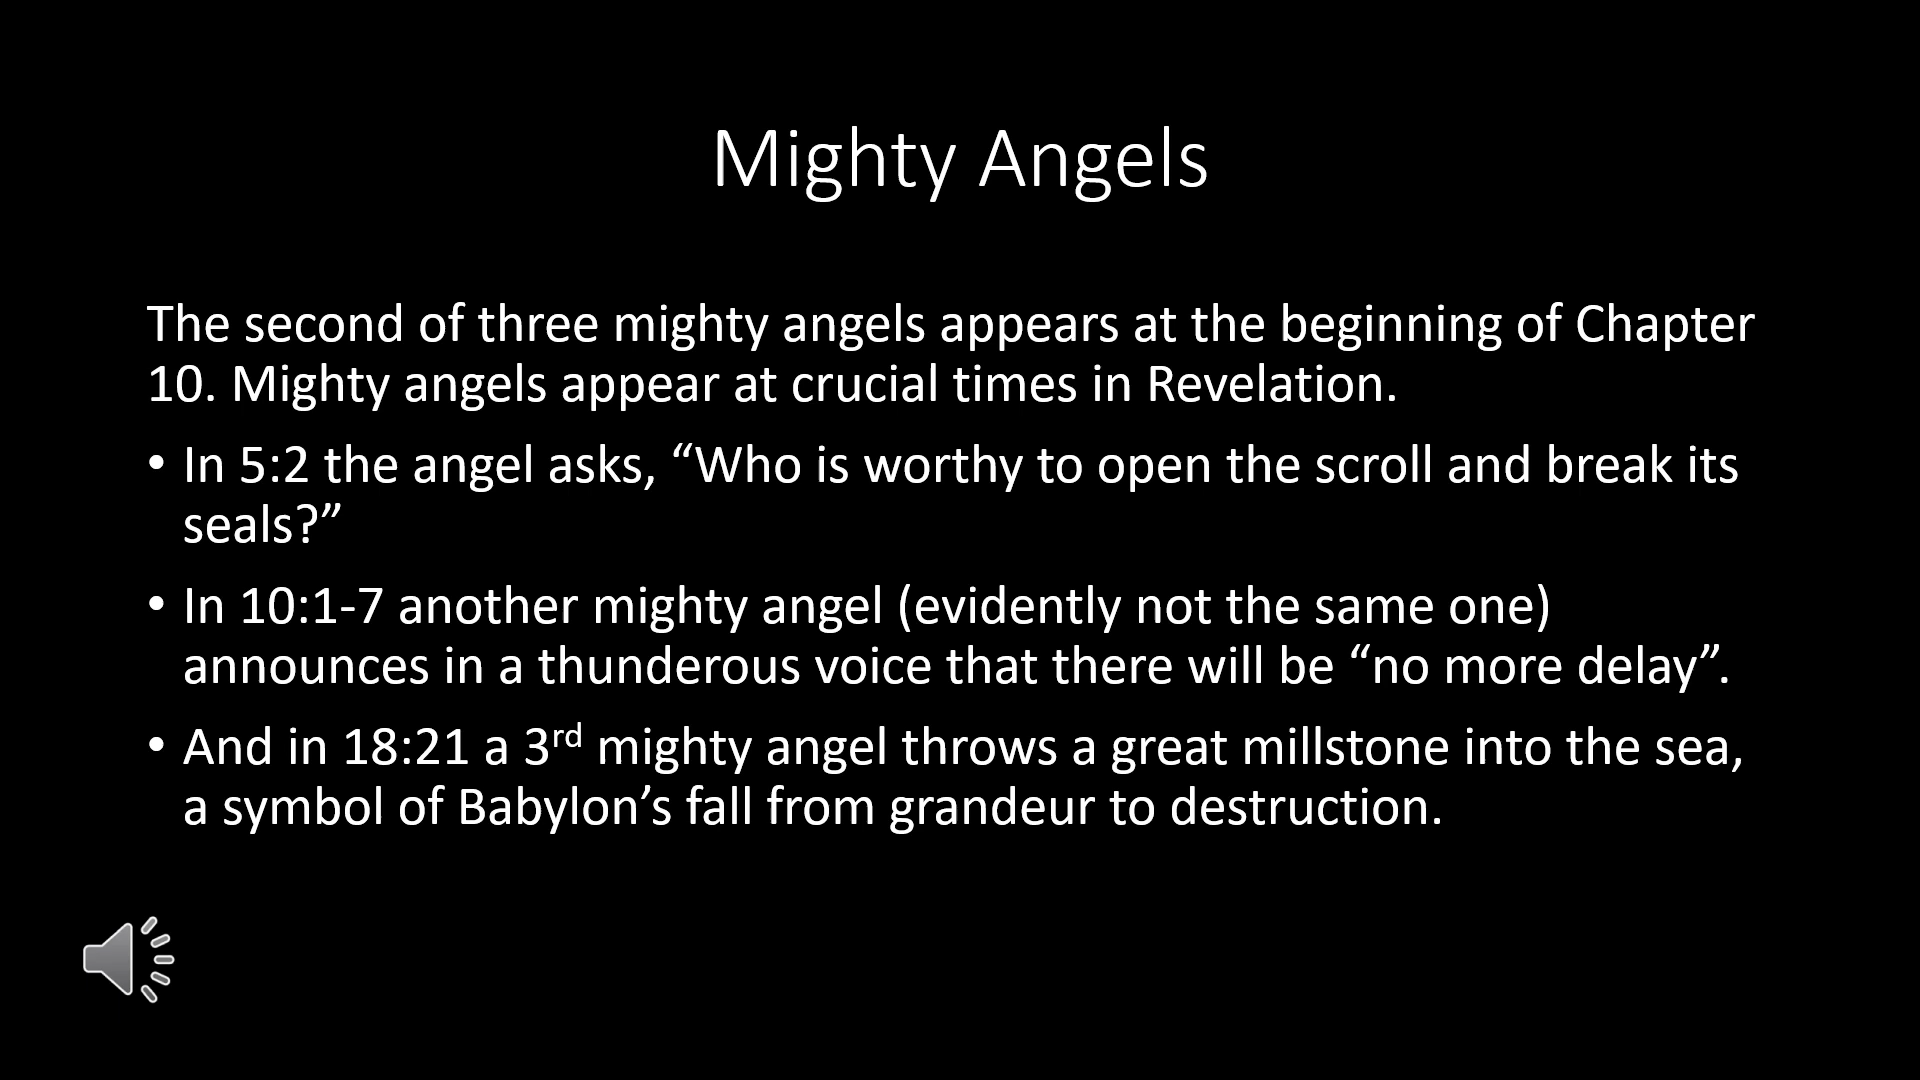 Mighty Angels
The second of three mighty angels appears at the beginning of Chapter
10. Mighty angels appear at crucial times in Revelation.
• In 5:2 the angel asks, “Who is worthy to open the scroll and break its
seals?”
• In 10:1-7 another mighty angel (evidently not the same one)
announces in a thunderous voice that there will be “no more delay”.
• And in 18:21 a 3rd mighty angel throws a great millstone into the sea,
a symbol of Babylon’s fall from grandeur to destruction.